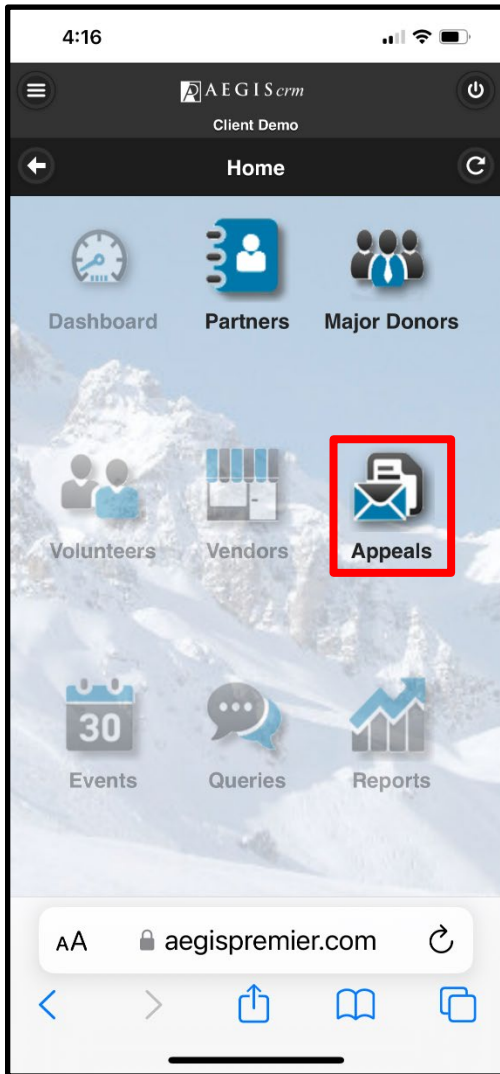 4:16
AEGIScrm
Client Demo
Home
Dashboard Partners Major Donors
Volunteers Vendors Appeals
30
Events Queries Reports
AA aegispremier.com